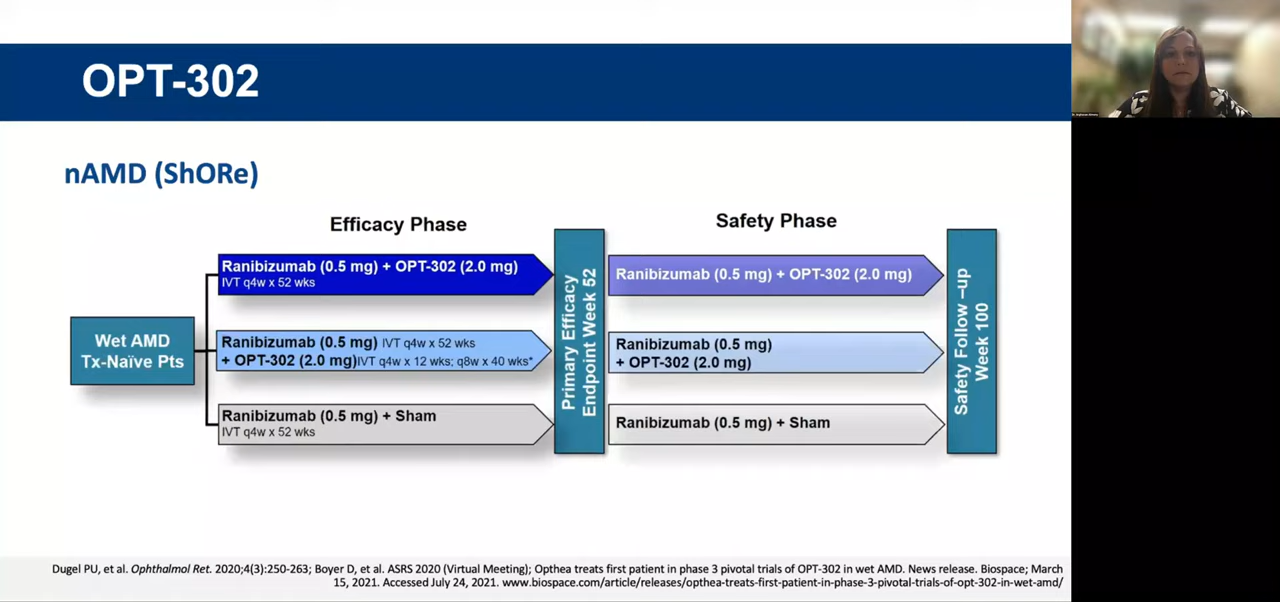 OPT-302
nAMD (ShORe)
Efficacy Phase
Safety Phase
Wet AMD
Tx-Naïve Pts
Ranibizumab (0.5 mg) + OPT-302 (2.0 mg)
IVT q4w x 52 wks
Ranibizumab (0.5 mg) IVT q4w x 52 wks
+ OPT-302 (2.0 mg)IVT q4w x 12 wks; q8w x 40 wks*
Ranibizumab (0.5 mg) + Sham
IVT q4w x 52 wks
Primary Efficacy
Endpoint Week 52
Ranibizumab (0.5 mg) + OPT-302 (2.0 mg)
Ranibizumab (0.5 mg)
+ OPT-302 (2.0 mg)
Ranibizumab (0.5 mg) + Sham
Safety Follow –up
Week 100
Dugel PU, et al. Ophthalmol Ret. 2020;4(3):250-263; Boyer D, et al. ASRS 2020 (Virtual Meeting); Opthea treats first patient in phase 3 pivotal trials of OPT-302 in wet AMD. News release. Biospace; March
15, 2021. Accessed July 24, 2021. www.biospace.com/article/releases/opthea-treats-first-patient-in-phase-3-pivotal-trials-of-opt-302-in-wet-amd/